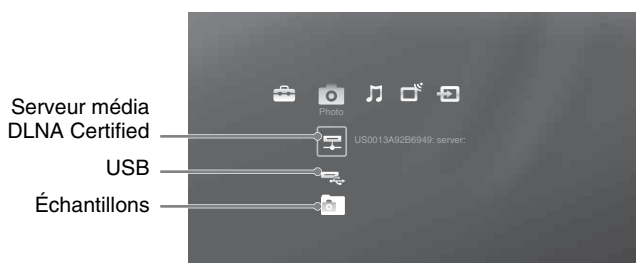 Photo
Serveur média
DLNA Certified
US0013A92B6949: server:
USB
Échantillons